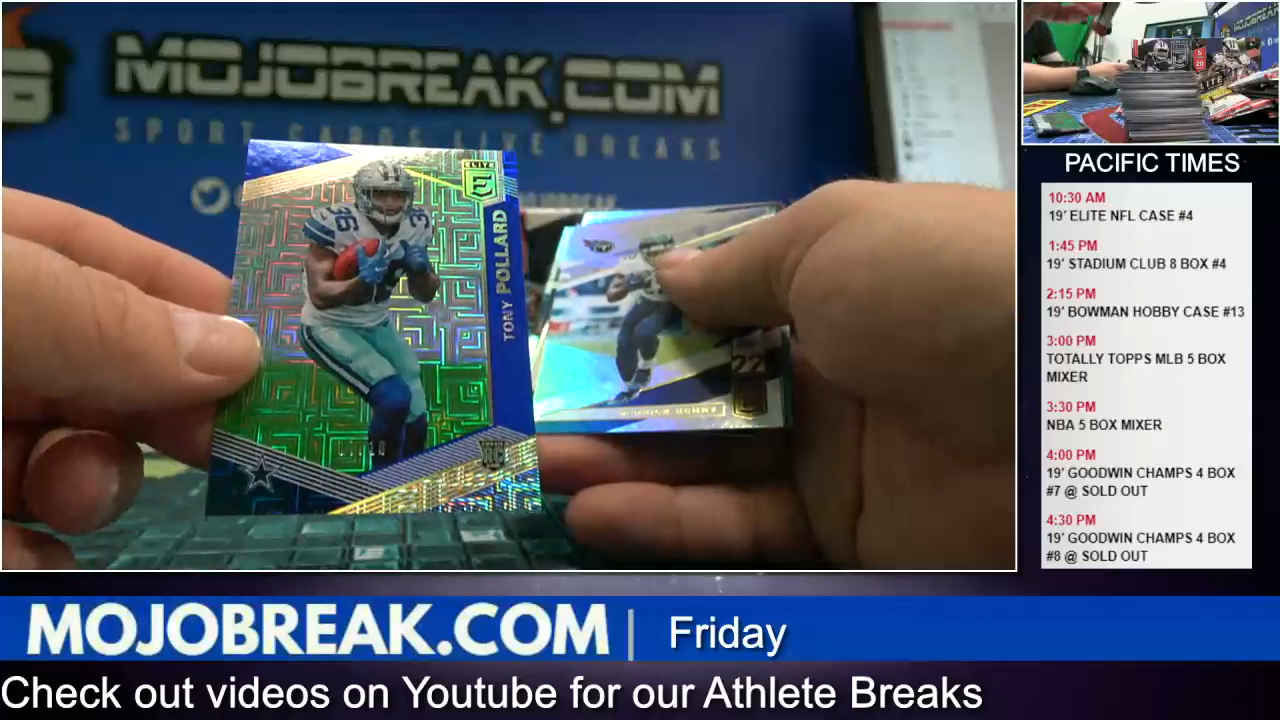 MOJOBREAK.COM
SPORT CARDS LIVE BREAKS
ELITE
TONY POLLARD
36
RC
22
DERRICK HENRY
PACIFIC TIMES
10:30 AM
19' ELITE NFL CASE #4
1:45 PM
19' STADIUM CLUB 8 BOX #4
2:15 PM
19' BOWMAN HOBBY CASE #13
3:00 PM
TOTALLY TOPPS MLB 5 BOX
MIXER
3:30 PM
NBA 5 BOX MIXER
4:00 PM
19' GOODWIN CHAMPS 4 BOX
#7 @ SOLD OUT
4:30 PM
19' GOODWIN CHAMPS 4 BOX
#8 @ SOLD OUT
MOJOBREAK.COM | Friday
Check out videos on Youtube for our Athlete Breaks